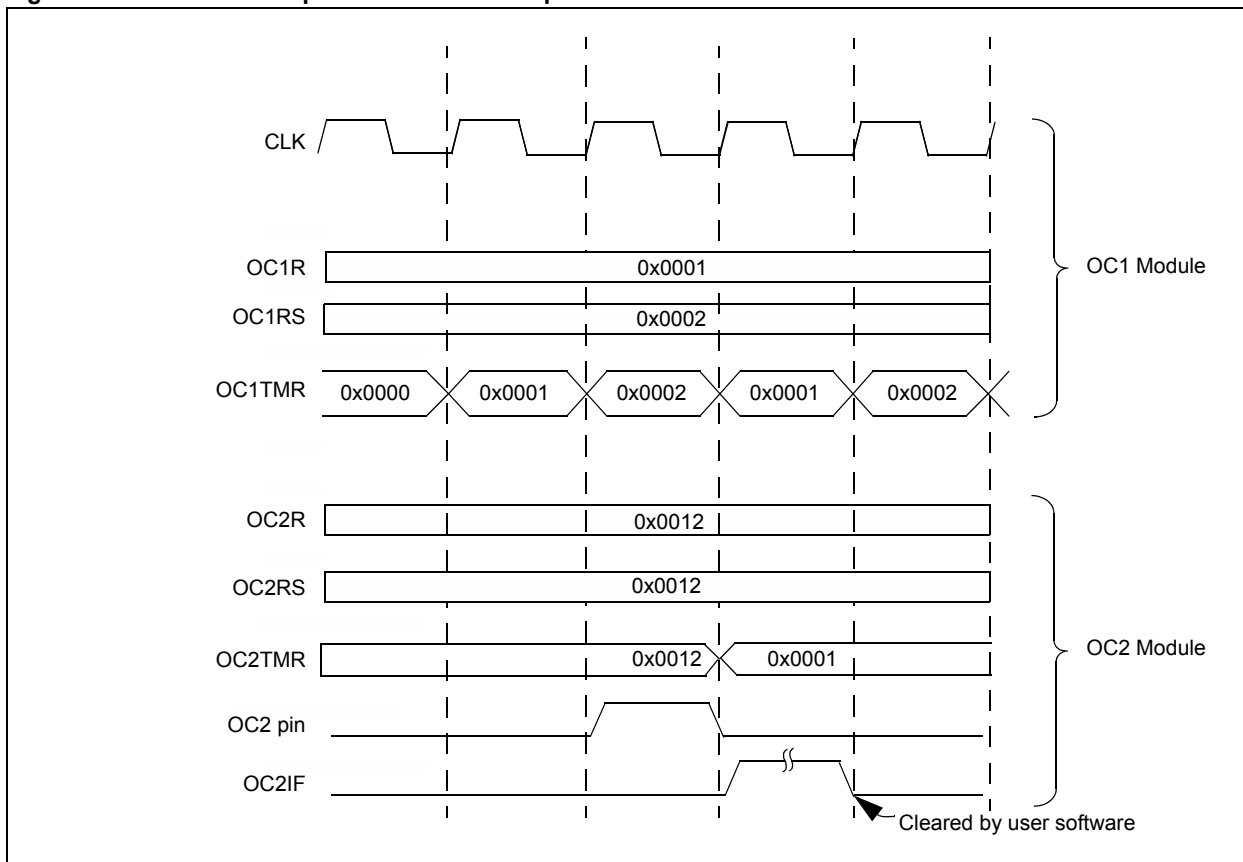 CLK
OC1R
0x0001
OC1 Module
OC1RS
0x0002
OC1TMR
0x0000
0x0001
0x0002
0x0001
0x0002
OC2R
0x0012
OC2RS
0x0012
OC2TMR
0x0012
0x0001
OC2 Module
OC2 pin
OC2IF
Cleared by user software